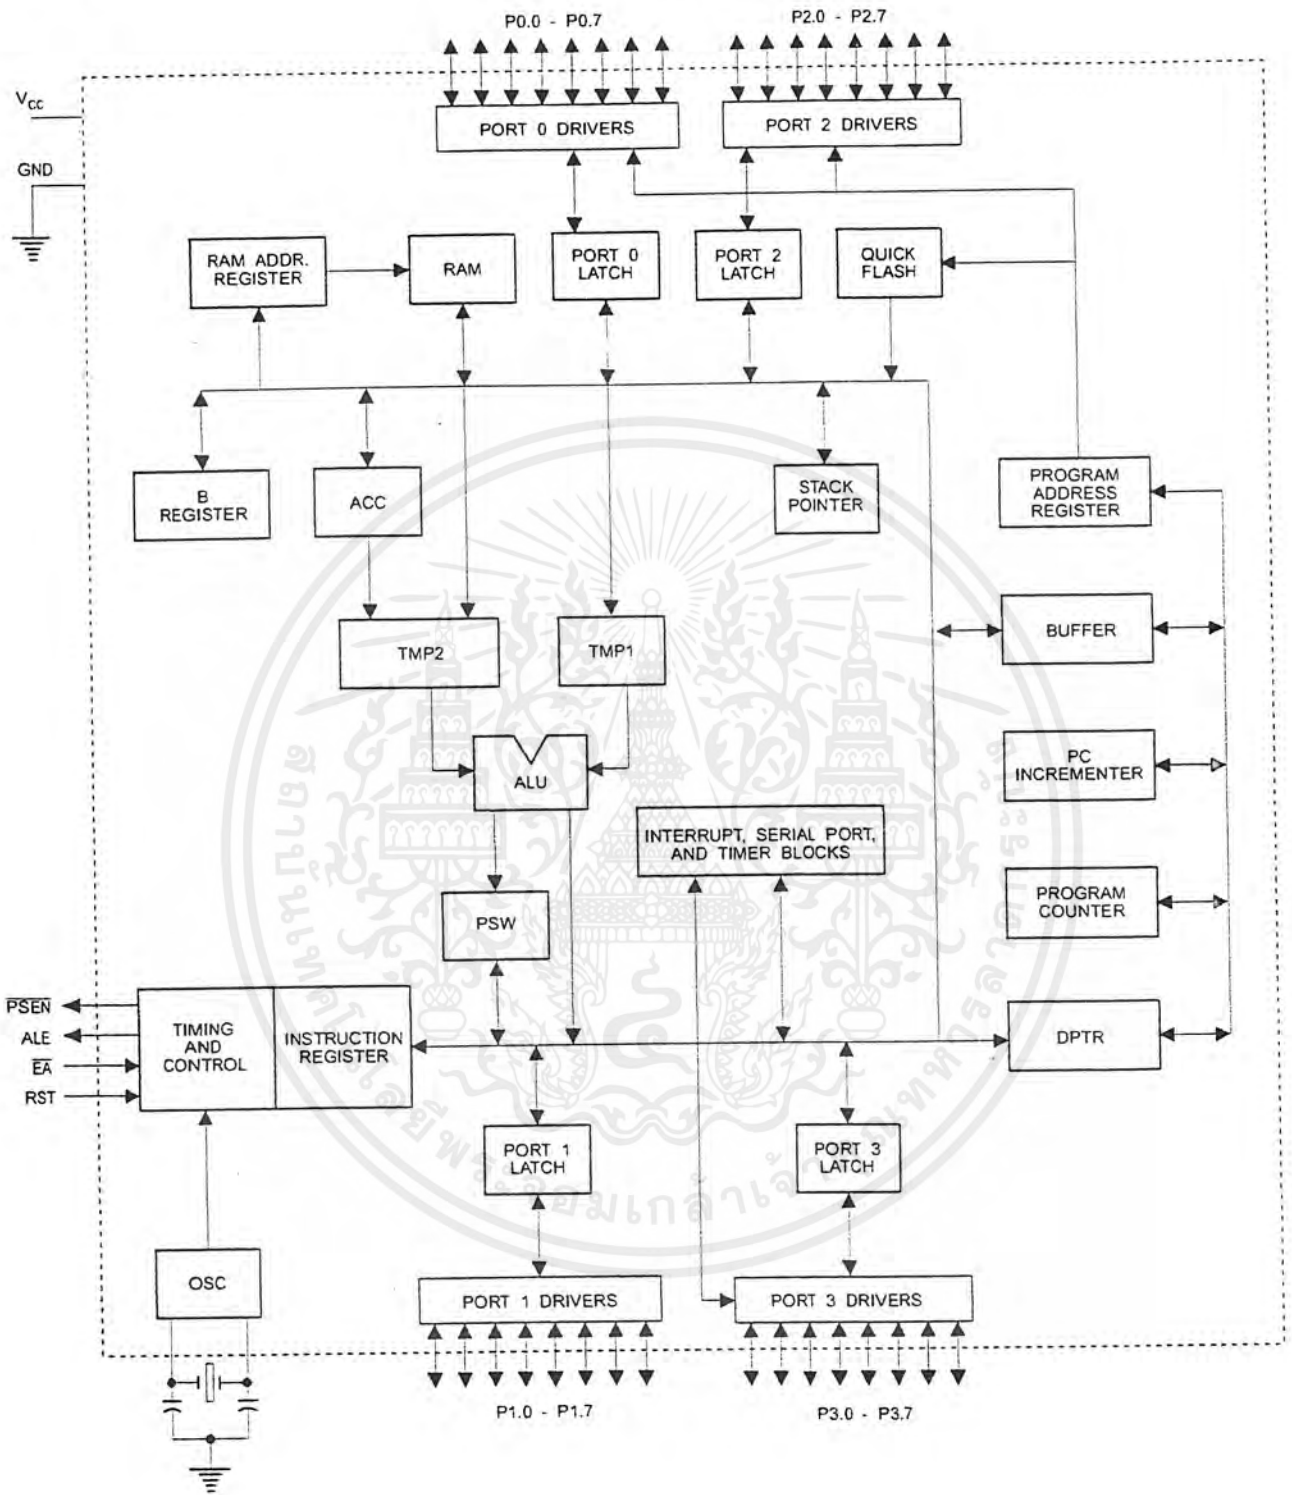 P0.0 - P0.7
P2.0 - P2.7
VCC
GND
PORT 0 DRIVERS
PORT 2 DRIVERS
RAM ADDR.
REGISTER
RAM
PORT 0
LATCH
PORT 2
LATCH
QUICK
FLASH
B
REGISTER
ACC
STACK
POINTER
PROGRAM
ADDRESS
REGISTER
TMP2
TMP1
BUFFER
ALU
PC
INCREMENTER
INTERRUPT, SERIAL PORT,
AND TIMER BLOCKS
PSW
PROGRAM
COUNTER
PSEN
ALE
EA
RST
TIMING
AND
CONTROL
INSTRUCTION
REGISTER
DPTR
PORT 1
LATCH
PORT 3
LATCH
OSC
PORT 1 DRIVERS
PORT 3 DRIVERS
P1.0 - P1.7
P3.0 - P3.7